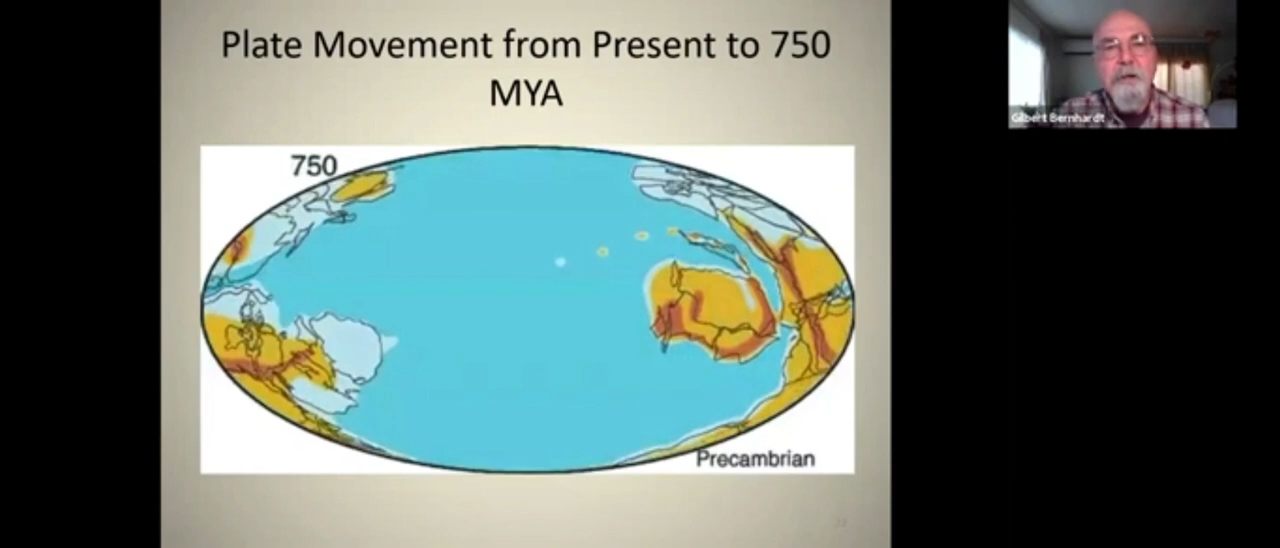 Plate Movement from Present to 750
MYA
750
Precambrian
Gilbert Bernhardt